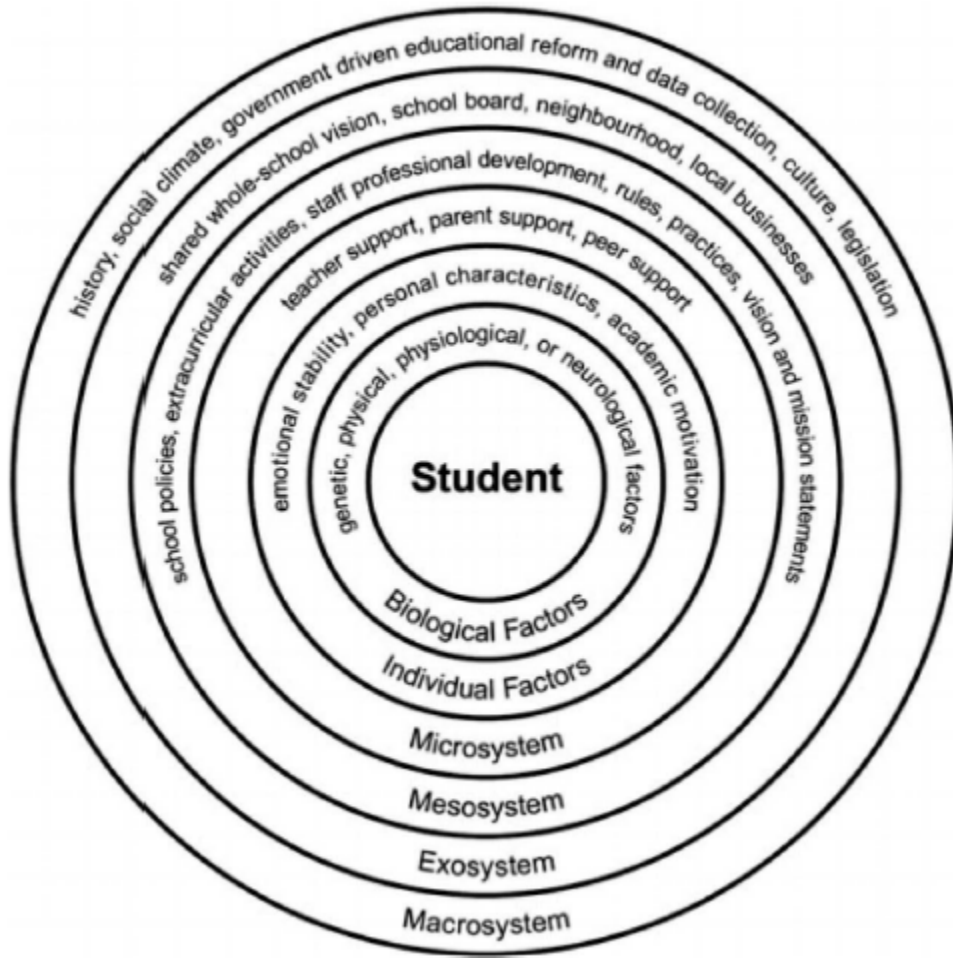 history, social climate, government driven educational reform and data collection, culture, legislation
shared whole-school vision, school board, neighbourhood, local businesses
school policies, extracurricular activities, staff professional development, rules, practices, vision and mission statements
teacher support, parent support, peer support
emotional stability, personal characteristics, academic motivation
genetic, physical, physiological, or neurological factors
Student
Biological Factors
Individual Factors
Microsystem
Mesosystem
Exosystem
Macrosystem